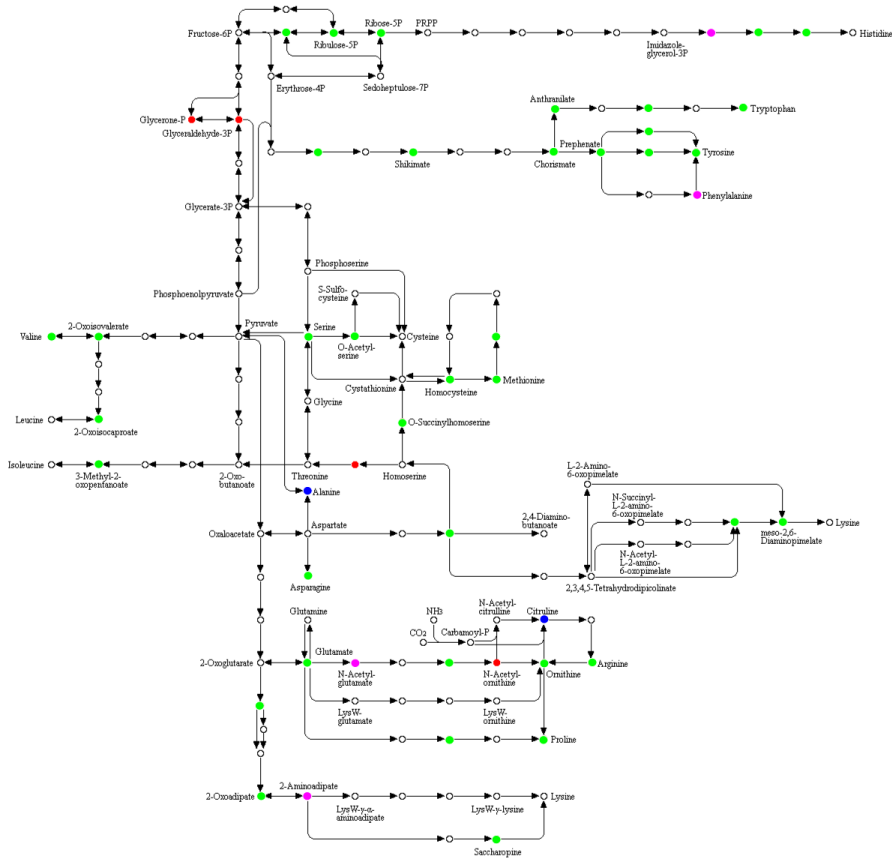 Fructose-6P
Ribulose-5P
Ribose-5P
PRPP
Imidazole-
glycerol-3P
Histidine
Erythrose-4P
Sedoheptulose-7P
Glycerone-P
Glyceraldehyde-3P
Anthranilate
Tryptophan
Shikimate
Chorismate
Prephenate
Tyrosine
Phenylalanine
Glycerate-3P
Phosphoserine
Phosphoenolpyruvate
S-Sulfo-
cysteine
Valine
2-Oxoisovalerate
Pyruvate
Serine
O-Acetyl-
serine
Cysteine
Cystathionine
Homocysteine
Methionine
Glycine
Leucine
2-Oxoisocaproate
O-Succinylhomoserine
Isoleucine
3-Methyl-2-
oxopentanoate
2-Oxo-
butanoate
Threonine
Homoserine
Alanine
L-2-Amino-
6-oxopimelate
N-Succinyl-
L-2-amino-
6-oxopimelate
Oxaloacetate
Aspartate
2,4-Diamino-
butanoate
meso-2,6-
Diaminopimelate
Lysine
N-Acetyl-
L-2-amino-
6-oxopimelate
Asparagine
2,3,4,5-Tetrahydrodipicolinate
Glutamine
NH3
CO2
Carbamoyl-P
N-Acetyl-
citrulline
Citruline
2-Oxoglutarate
Glutamate
N-Acetyl-
glutamate
N-Acetyl-
ornithine
Ornithine
Arginine
LysW-
glutamate
LysW-
ornithine
Proline
2-Oxoadipate
2-Aminoadipate
LysW-γ-α-
aminoadipate
LysW-γ-lysine
Lysine
Saccharopine